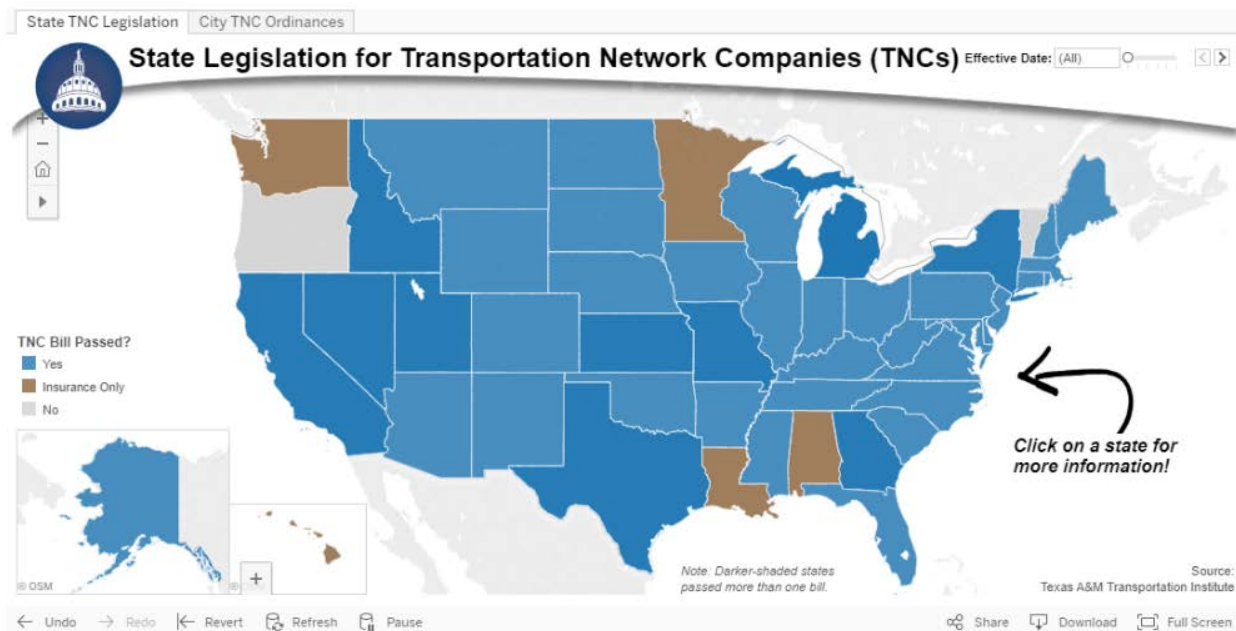 State TNC Legislation
City TNC Ordinances
State Legislation for Transportation Network Companies (TNCs)
Effective Date: (All)
TNC Bill Passed?
Yes
Insurance Only
No
Click on a state for
more information!
© OSM
Note: Darker-shaded states
passed more than one bill.
Source:
Texas A&M Transportation Institute
Undo
Redo
Revert
Refresh
Pause
Share
Download
Full Screen